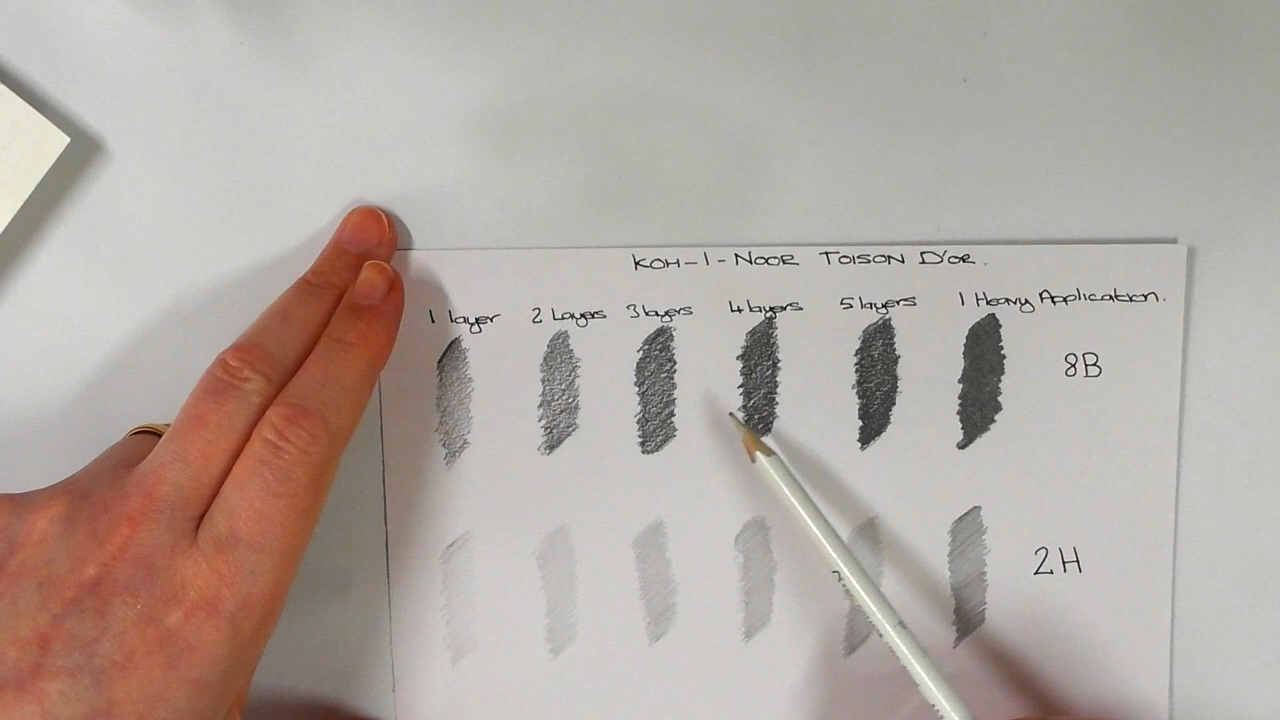 KOH-I-NOOR TOISON D'OR.
1 layer 2 Layers 3 layers 4 layers 5 layers 1 Heavy Application.
8B
2H